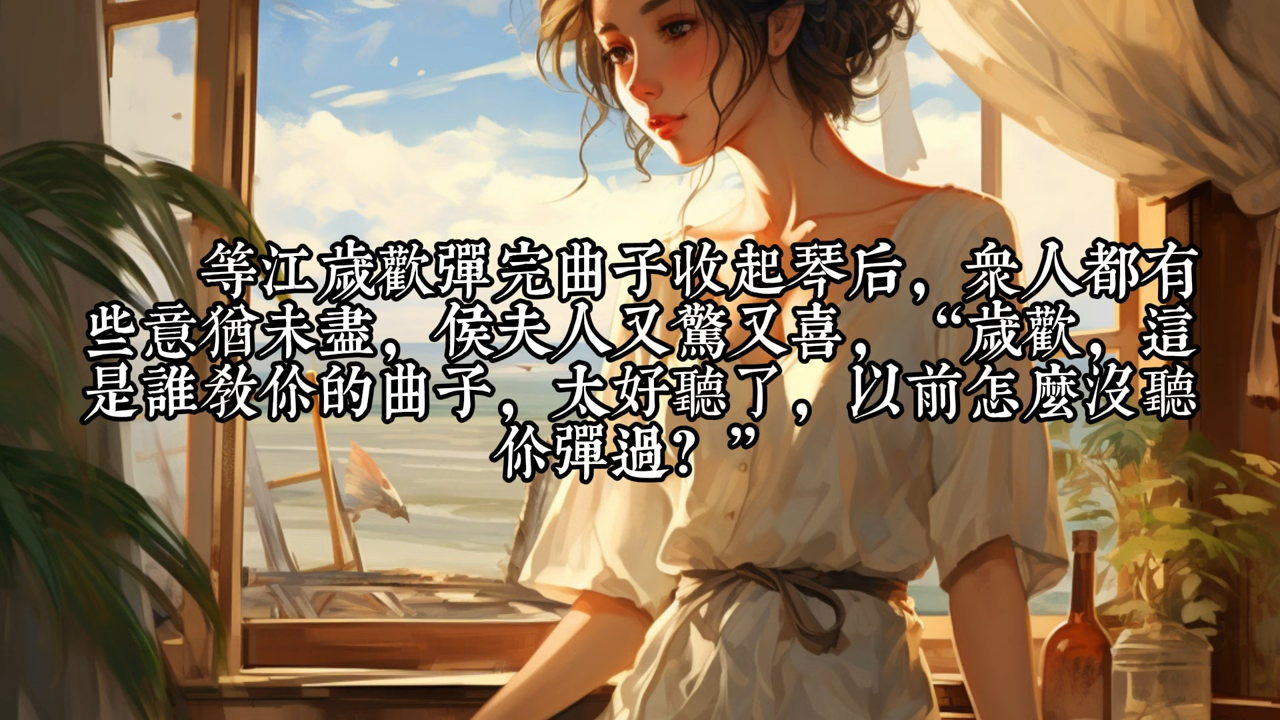 等江歲歡彈完曲子收起琴后，衆人都有
些意猶未盡，侯夫人又驚又喜，“歲歡，這
是誰教你的曲子，太好聽了，以前怎麼沒聽
你彈過？”